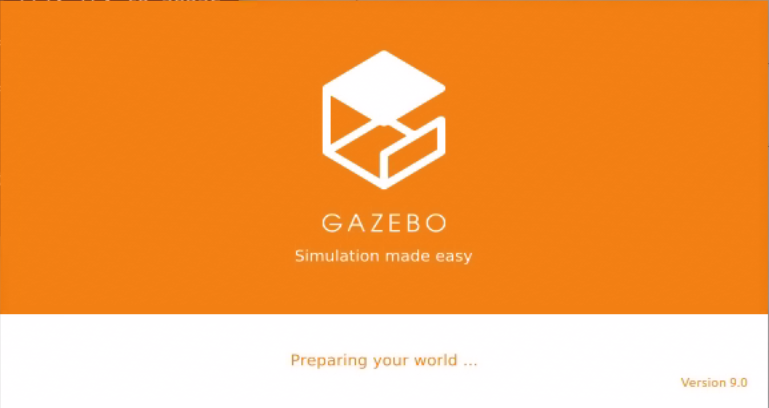 GAZEBO
Simulation made easy
Preparing your world ...
Version 9.0